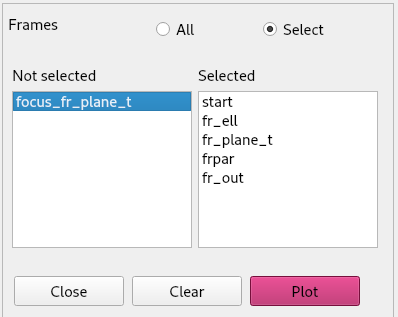 Frames
All
Select
Not selected
Selected
focus_fr_plane_t
start
fr_ell
fr_plane_t
frpar
fr_out
Close
Clear
Plot